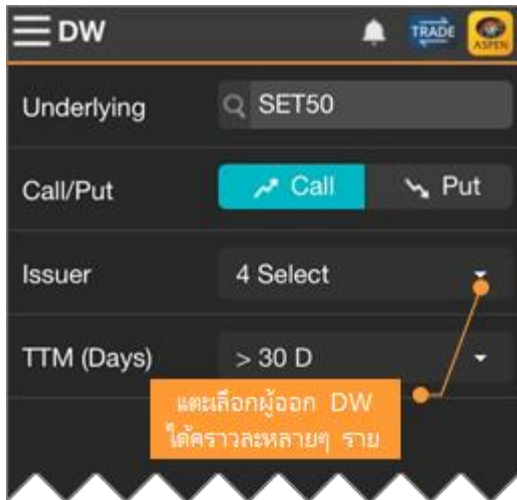 DW TRADE ASPEN
Underlying SET50
Call/Put Call Put
Issuer 4 Select
TTM (Days) > 30 D
แตะเลือกผู้ออก DW
ได้คราวละหลายๆ ราย